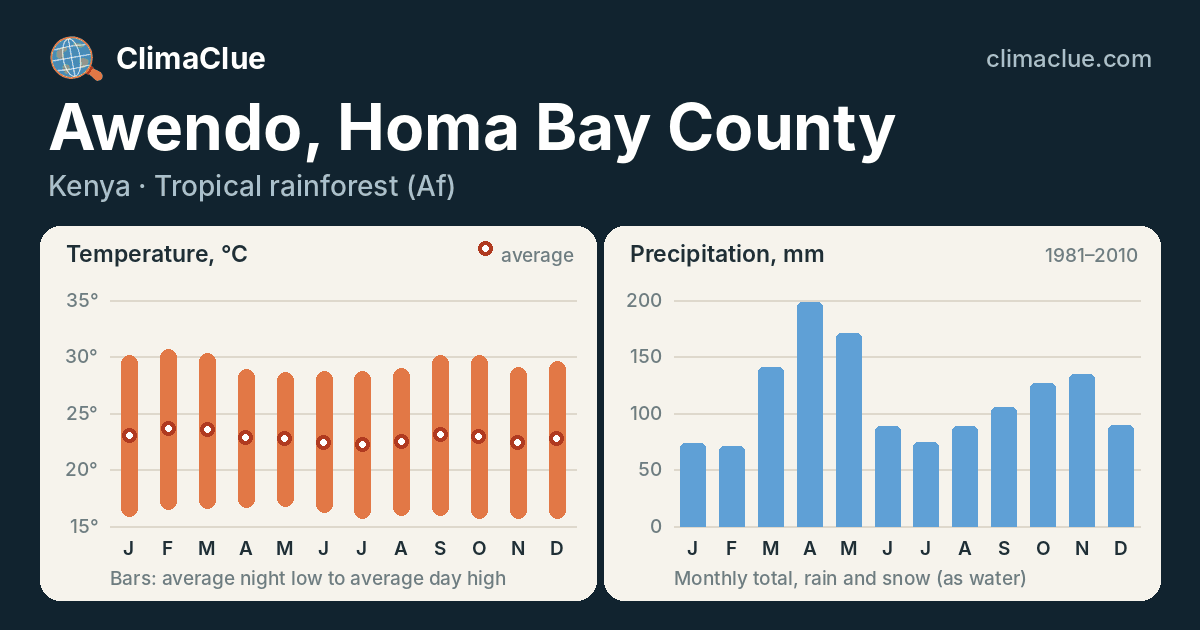 ClimaClue
climaclue.com
Awendo, Homa Bay County
Kenya · Tropical rainforest (Af)
Temperature, °C
average
35°
30°
25°
20°
15°
J F M A M J J A S O N D
Bars: average night low to average day high
Precipitation, mm
1981–2010
200
150
100
50
0
J F M A M J J A S O N D
Monthly total, rain and snow (as water)